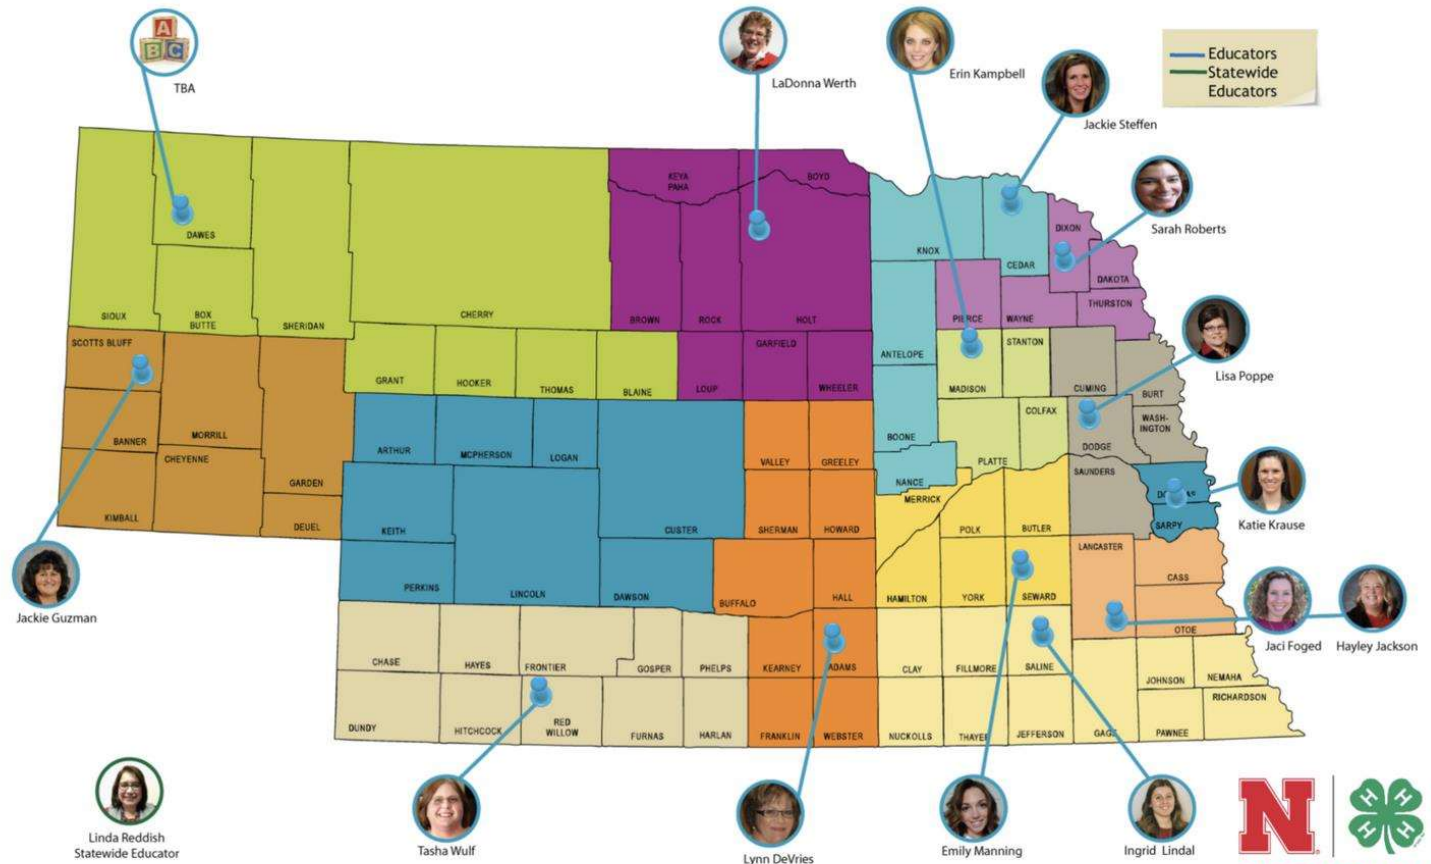 A
B C
TBA
LaDonna Werth
Erin Kampbell
Jackie Steffen
Educators
Statewide
Educators
Sarah Roberts
KEYA
PAHA
BOYD
DIXON
DAWES
KNOX
CEDAR
DAKOTA
THURSTON
SIOUX
BOX
BUTTE
SHERIDAN
CHERRY
BROWN
ROCK
HOLT
PIERCE
WAYNE
SCOTTS BLUFF
GARFIELD
STANTON
ANTELOPE
Lisa Poppe
GRANT
HOOKER
THOMAS
BLAINE
LOUP
WHEELER
MADISON
CUMING
BURT
BANNER
MORRILL
COLFAX
WASH-
INGTON
BOONE
DODGE
ARTHUR
MCPHERSON
LOGAN
VALLEY
GREELEY
PLATTE
CHEYENNE
SAUNDERS
GARDEN
NANCE
MERRICK
KIMBALL
DEUEL
KEITH
CUSTER
SHERMAN
HOWARD
POLK
BUTLER
SARPY
Katie Krause
LANCASTER
CASS
PERKINS
LINCOLN
DAWSON
BUFFALO
HALL
HAMILTON
YORK
SEWARD
Jackie Guzman
OTOE
Jaci Foged
Hayley Jackson
CHASE
HAYES
FRONTIER
GOSPER
PHELPS
KEARNEY
ADAMS
CLAY
FILLMORE
SALINE
JOHNSON
NEMAHA
RICHARDSON
DUNDY
HITCHCOCK
RED
WILLOW
FURNAS
HARLAN
FRANKLIN
WEBSTER
NUCKOLLS
THAYER
JEFFERSON
GAGE
PAWNEE
Linda Reddish
Statewide Educator
Tasha Wulf
Lynn DeVries
Emily Manning
Ingrid Lindal
N
H H
H H